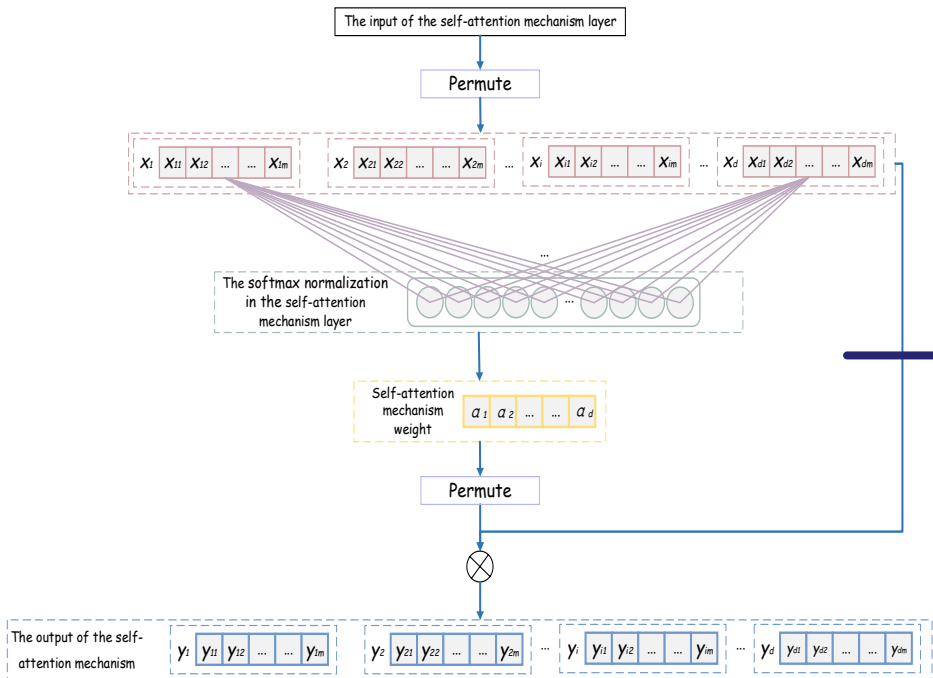 The input of the self-attention mechanism layer
Permute
x1 x11 x12 ... ... x1m x2 x21 x22 ... ... x2m ... xi xi1 xi2 ... ... xim ... xd xd1 xd2 ... ... xdm
...
The softmax normalization
in the self-attention
mechanism layer
...
Self-attention
mechanism
weight
α1 α2 ... ... αd
Permute
The output of the self-
attention mechanism
y1 y11 y12 ... ... y1m y2 y21 y22 ... ... y2m ... yi yi1 yi2 ... ... yim ... yd yd1 yd2 ... ... ydm